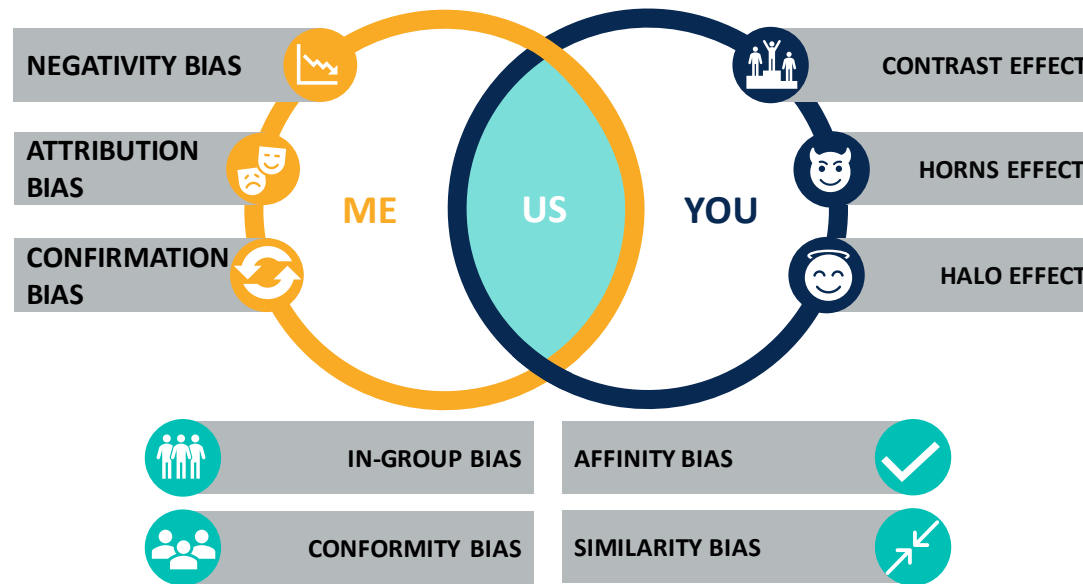 NEGATIVITY BIAS
CONTRAST EFFECT
ATTRIBUTION
BIAS
HORNS EFFECT
ME
US
YOU
CONFIRMATION
BIAS
HALO EFFECT
IN-GROUP BIAS
AFFINITY BIAS
CONFORMITY BIAS
SIMILARITY BIAS